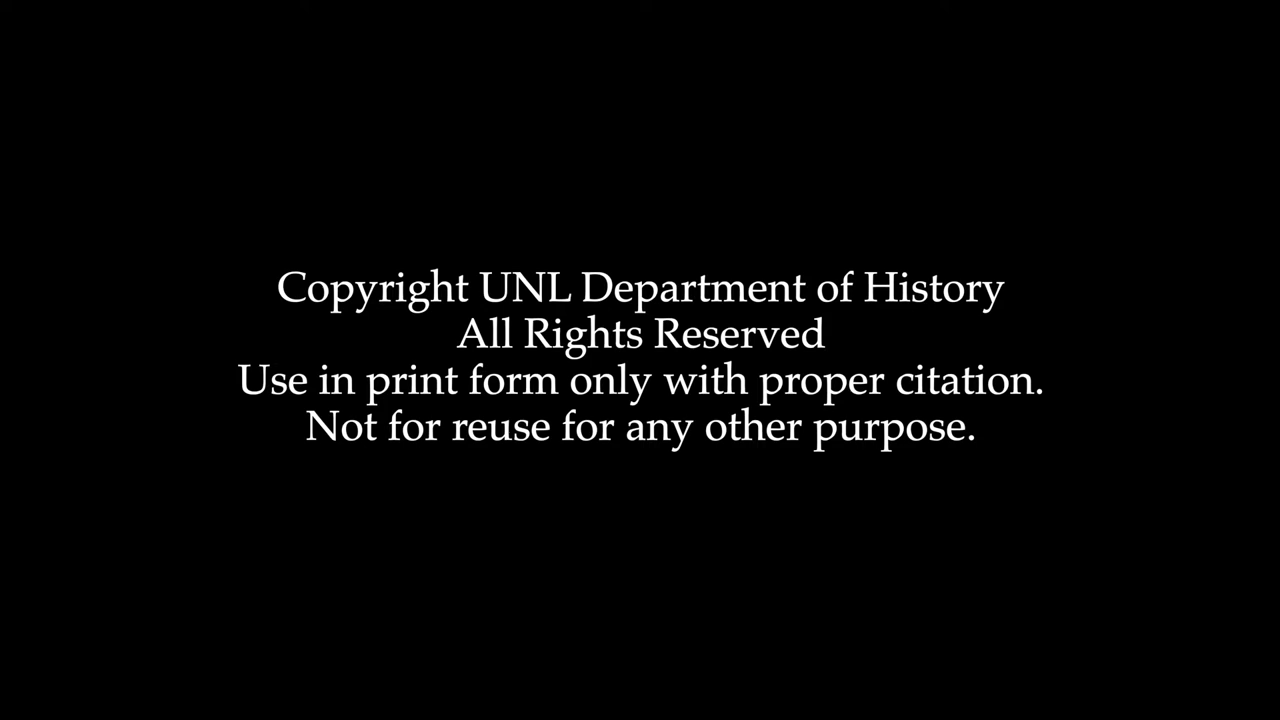 Copyright UNL Department of History
All Rights Reserved
Use in print form only with proper citation.
Not for reuse for any other purpose.